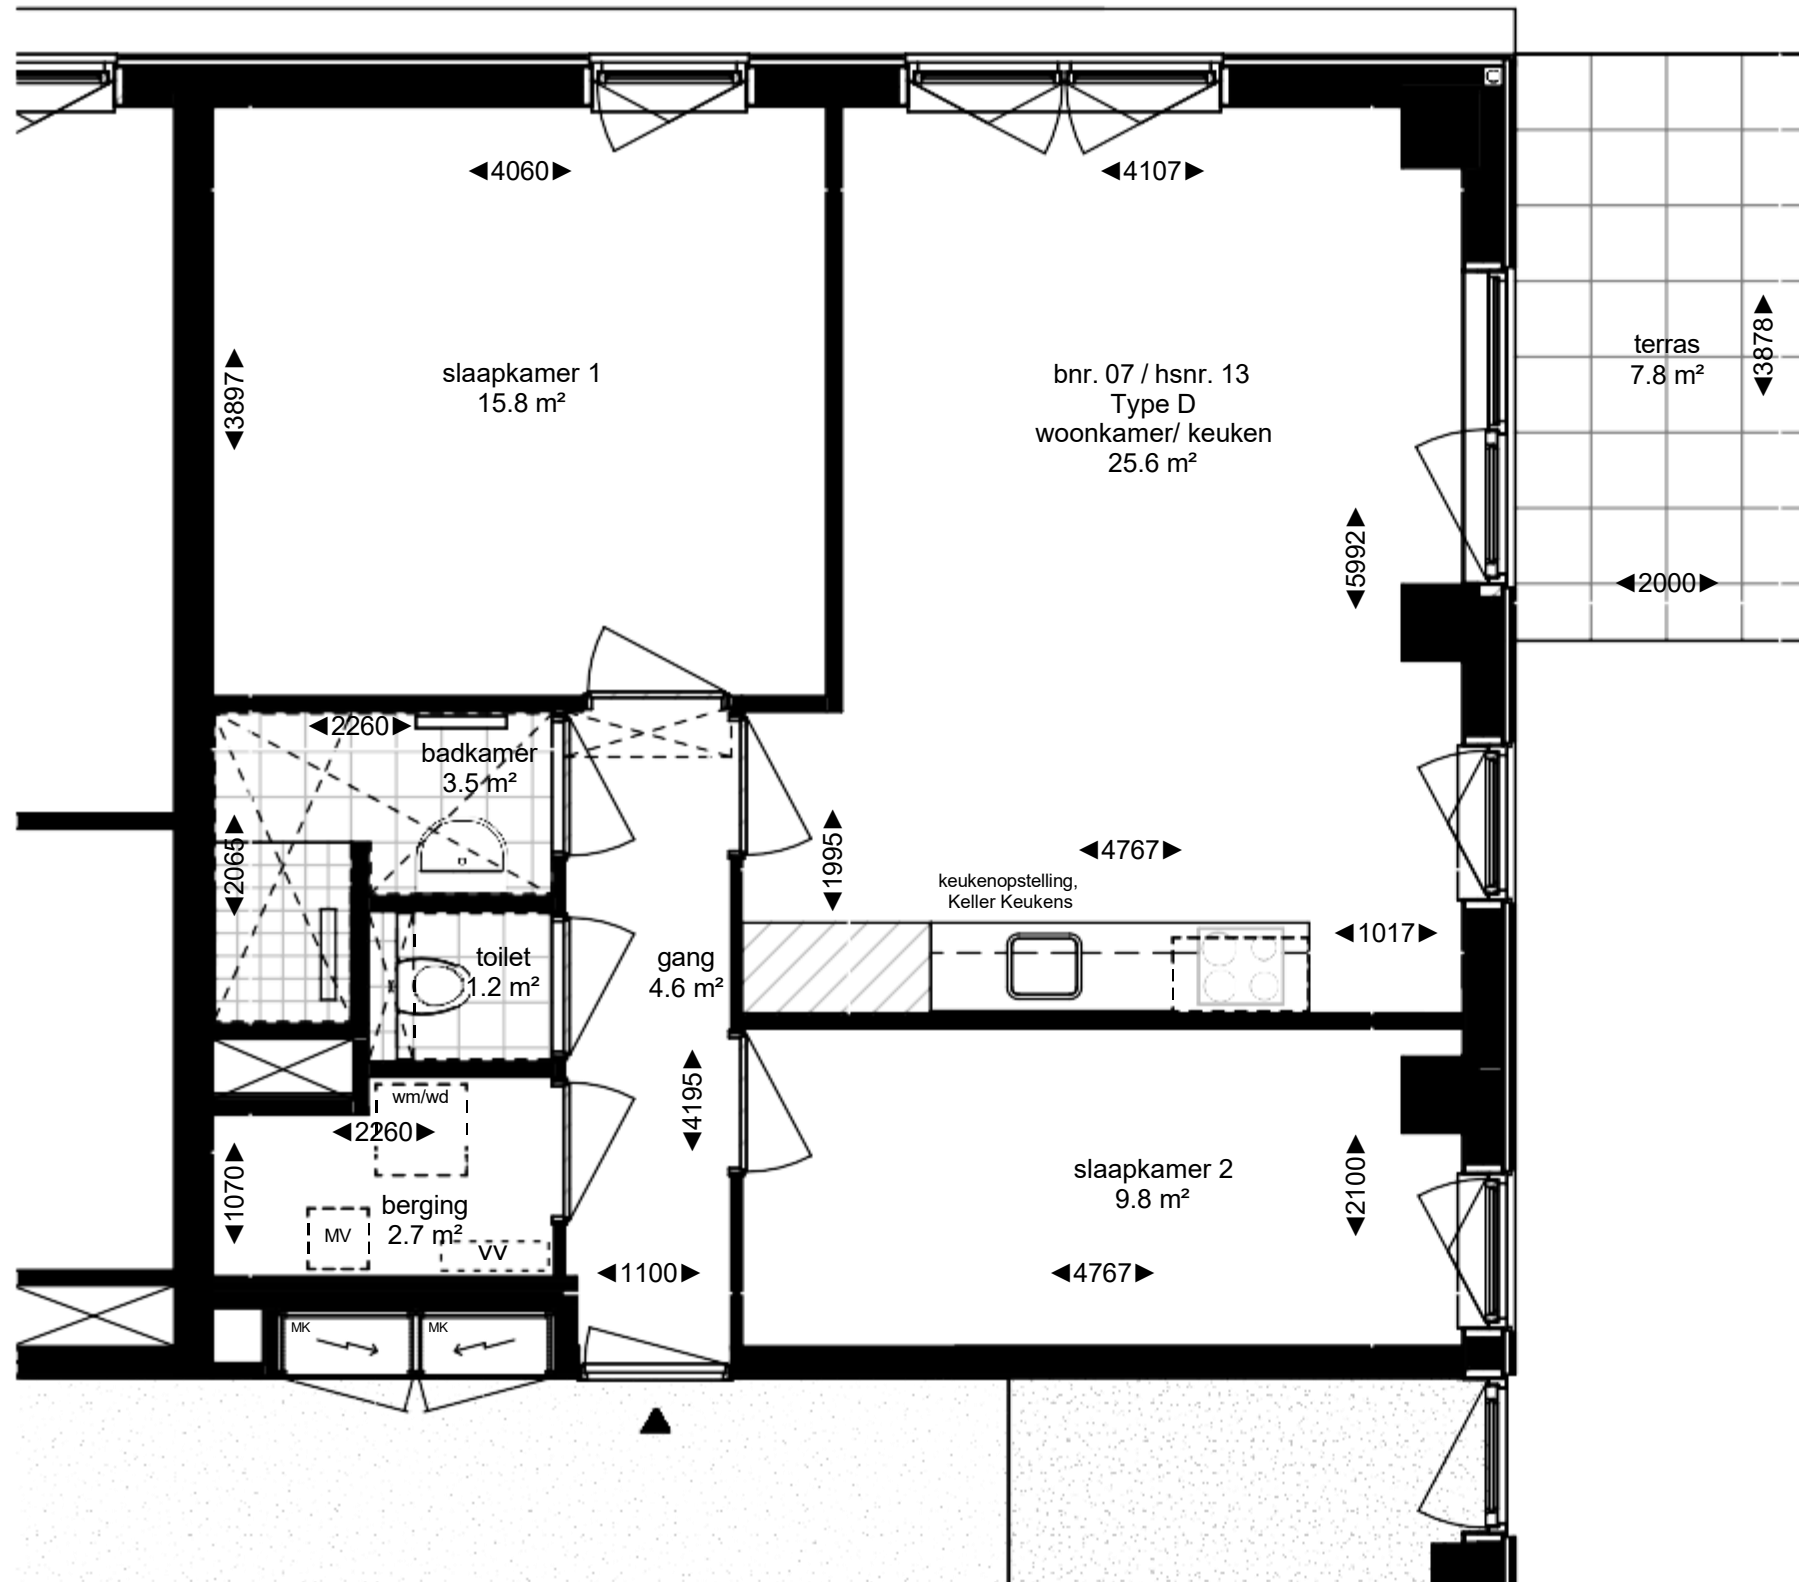 C
◄4060►
◄4107►
◄3897►
slaapkamer 1
15.8 m²
bnr. 07 / hsnr. 13
Type D
woonkamer/ keuken
25.6 m²
terras
7.8 m²
◄3878►
◄5992►
◄2000►
◄2260►
badkamer
3.5 m²
◄2065►
◄1995►
◄4767►
keukenopstelling,
Keller Keukens
◄1017►
toilet
1.2 m²
gang
4.6 m²
◄4195►
wm/wd
◄2260►
◄1070►
berging
2.7 m²
MV
VV
slaapkamer 2
9.8 m²
◄2100►
◄1100►
◄4767►
MK
MK